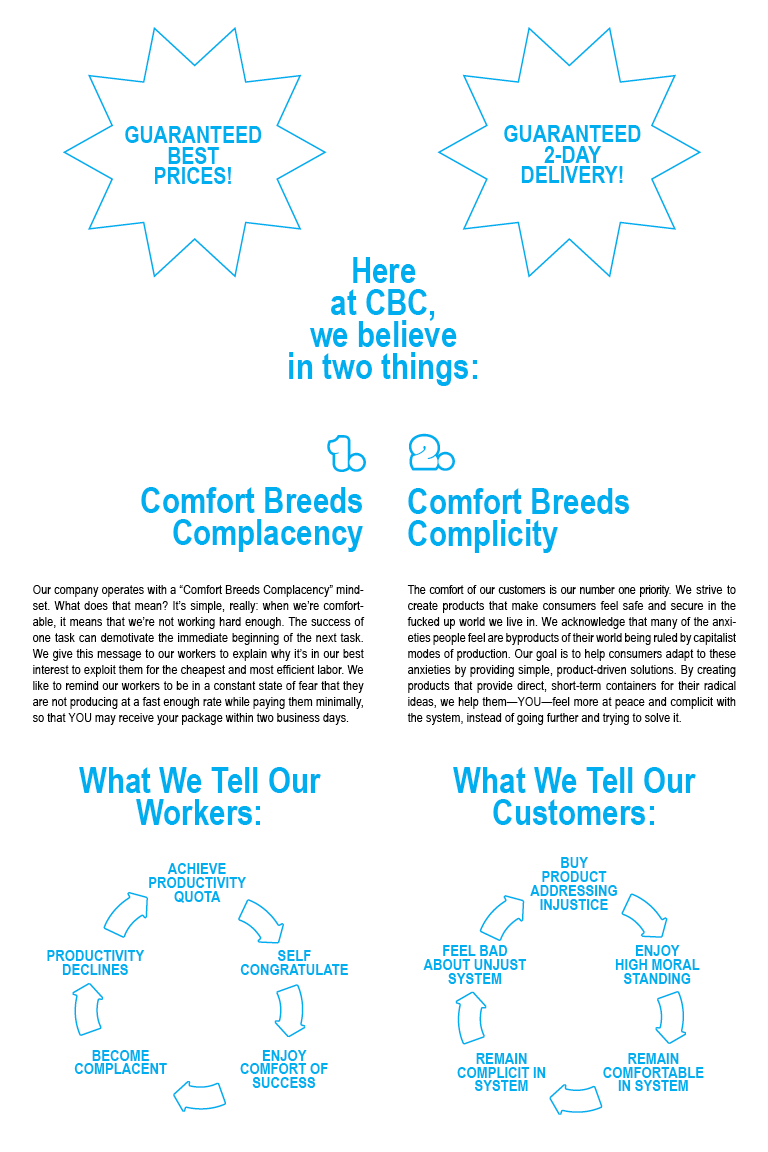 GUARANTEED
BEST
PRICES!
GUARANTEED
2-DAY
DELIVERY!
Here
at CBC,
we believe
in two things:
1.
Comfort Breeds
Complacency
Our company operates with a “Comfort Breeds Complacency” mind-
set. What does that mean? It’s simple, really: when we’re comfort-
able, it means that we’re not working hard enough. The success of
one task can demotivate the immediate beginning of the next task.
We give this message to our workers to explain why it’s in our best
interest to exploit them for the cheapest and most efficient labor. We
like to remind our workers to be in a constant state of fear that they
are not producing at a fast enough rate while paying them minimally,
so that YOU may receive your package within two business days.
2.
Comfort Breeds
Complicity
The comfort of our customers is our number one priority. We strive to
create products that make consumers feel safe and secure in the
fucked up world we live in. We acknowledge that many of the anxi-
eties people feel are byproducts of their world being ruled by capitalist
modes of production. Our goal is to help consumers adapt to these
anxieties by providing simple, product-driven solutions. By creating
products that provide direct, short-term containers for their radical
ideas, we help them—YOU—feel more at peace and complicit with
the system, instead of going further and trying to solve it.
What We Tell Our
Workers:
ACHIEVE
PRODUCTIVITY
QUOTA
SELF
CONGRATULATE
ENJOY
COMFORT OF
SUCCESS
BECOME
COMPLACENT
PRODUCTIVITY
DECLINES
What We Tell Our
Customers:
BUY
PRODUCT
ADDRESSING
INJUSTICE
ENJOY
HIGH MORAL
STANDING
REMAIN
COMFORTABLE
IN SYSTEM
REMAIN
COMPLICIT IN
SYSTEM
FEEL BAD
ABOUT UNJUST
SYSTEM